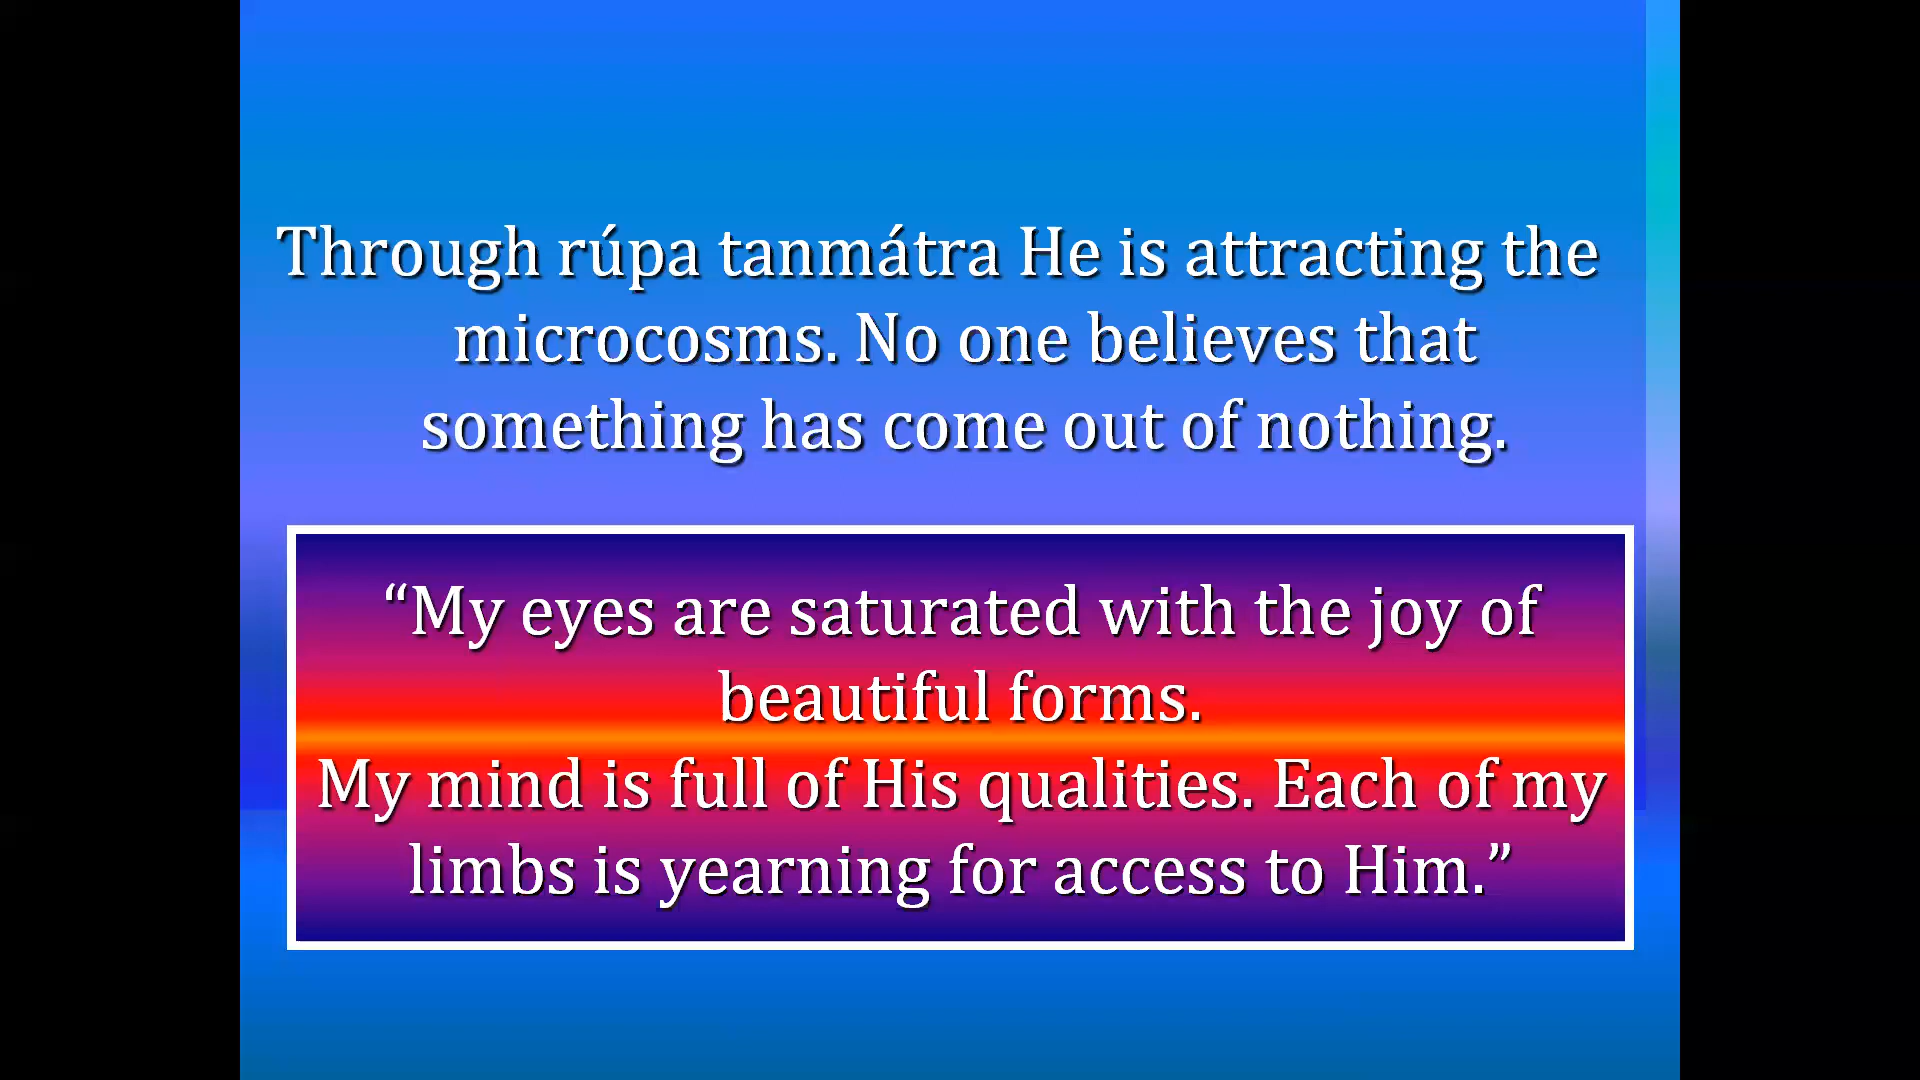 Through rúpa tanmátra He is attracting the
microcosms. No one believes that
something has come out of nothing.
“My eyes are saturated with the joy of
beautiful forms.
My mind is full of His qualities. Each of my
limbs is yearning for access to Him.”